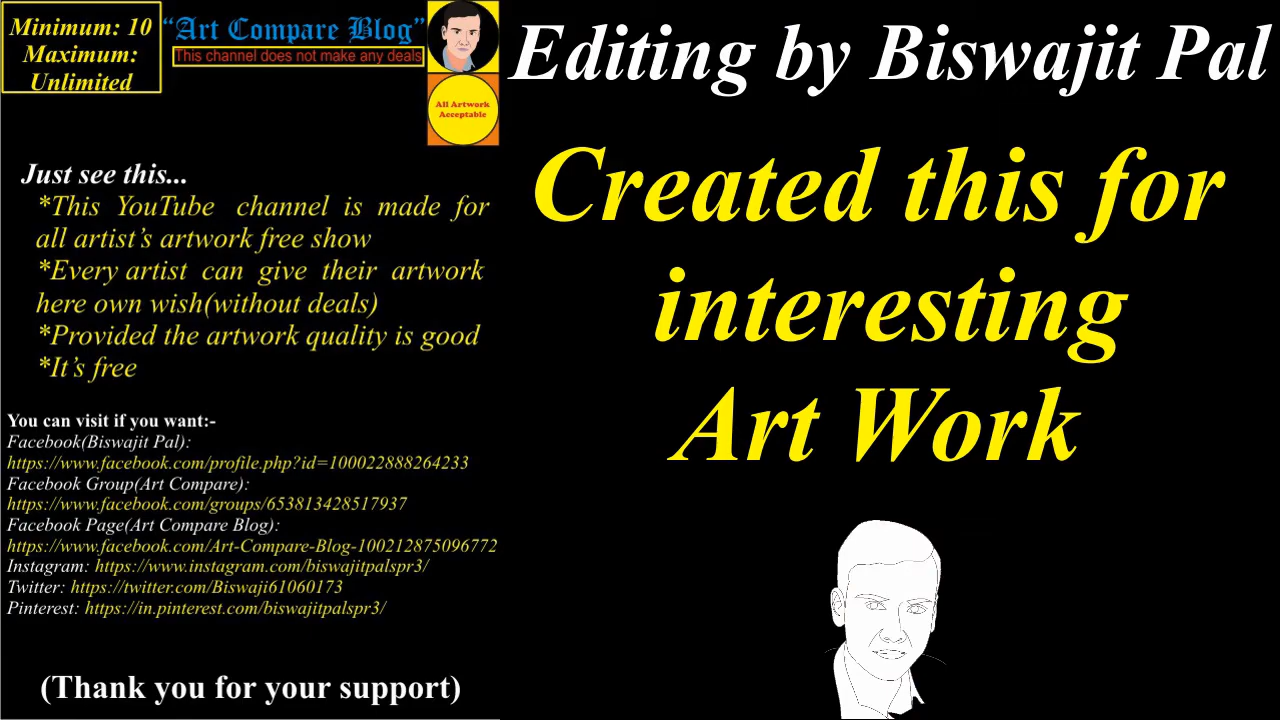 Minimum: 10
Maximum:
Unlimited
“Art Compare Blog”
This channel does not make any deals
All Artwork
Acceptable
Editing by Biswajit Pal
Created this for
interesting
Art Work
Just see this...
*This YouTube channel is made for
all artist’s artwork free show
*Every artist can give their artwork
here own wish(without deals)
*Provided the artwork quality is good
*It’s free
You can visit if you want:-
Facebook(Biswajit Pal):
https://www.facebook.com/profile.php?id=100022888264233
Facebook Group(Art Compare):
https://www.facebook.com/groups/653813428517937
Facebook Page(Art Compare Blog):
https://www.facebook.com/Art-Compare-Blog-100212875096772
Instagram: https://www.instagram.com/biswajitpalspr3/
Twitter: https://twitter.com/Biswaji61060173
Pinterest: https://in.pinterest.com/biswajitpalspr3/
(Thank you for your support)